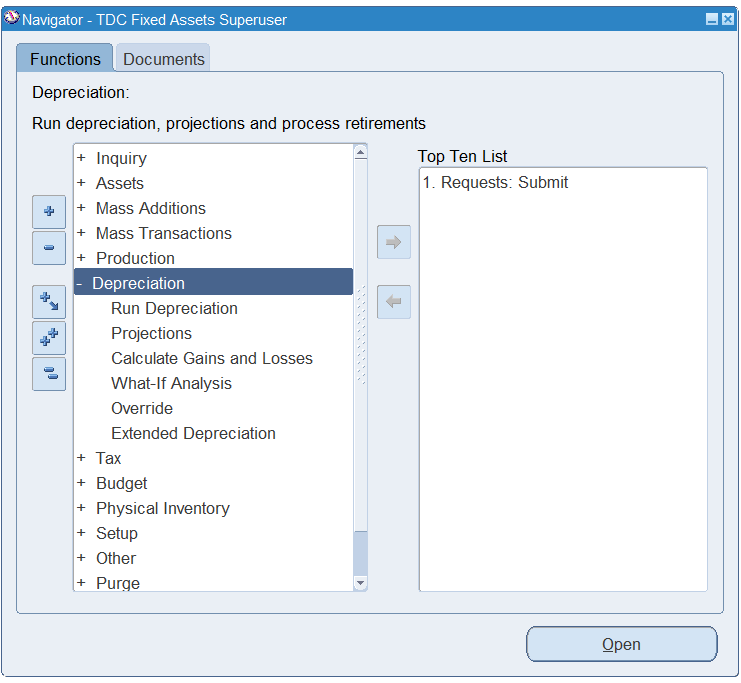 Navigator - TDC Fixed Assets Superuser
Functions
Documents
Depreciation:
Run depreciation, projections and process retirements
+ Inquiry
+ Assets
+ Mass Additions
+ Mass Transactions
+ Production
- Depreciation
Run Depreciation
Projections
Calculate Gains and Losses
What-If Analysis
Override
Extended Depreciation
+ Tax
+ Budget
+ Physical Inventory
+ Setup
+ Other
+ Purge
Top Ten List
1. Requests: Submit
Open